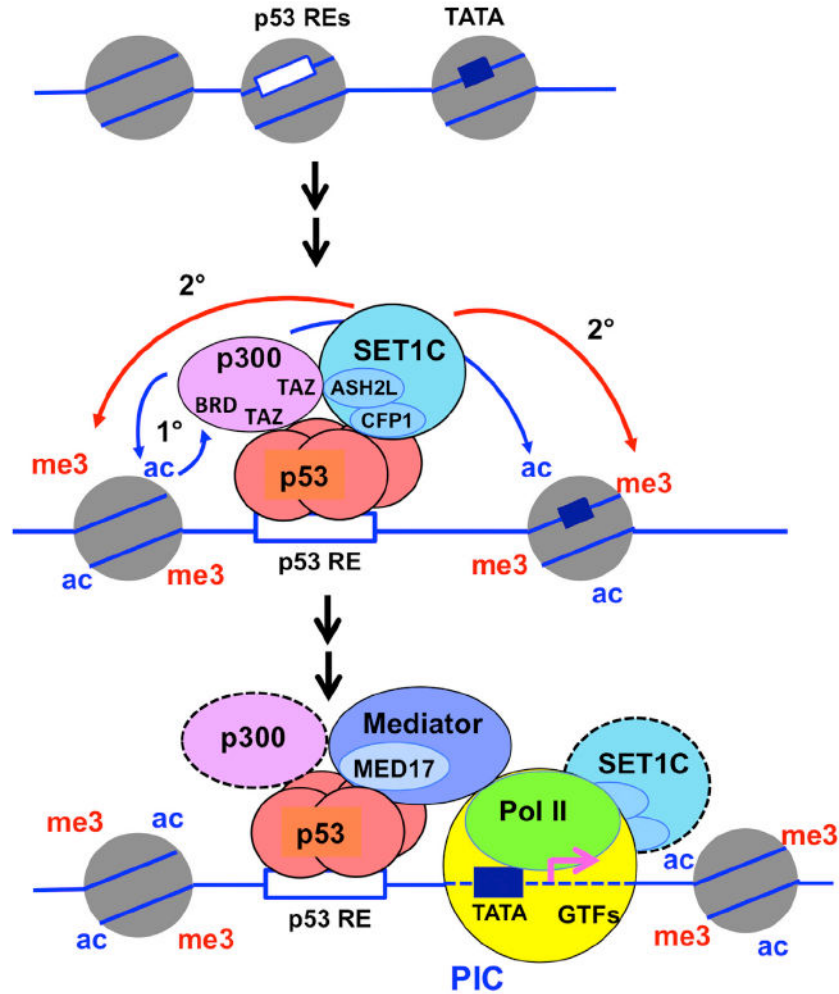 p53 REs TATA
2° 2°
p300 SET1C
TAZ ASH2L
BRD TAZ CFP1
1°
me3 ac ac me3
p53
ac me3 p53 RE me3 ac
p300 Mediator SET1C
MED17
Pol II
me3 ac p53 ac me3
ac me3 p53 RE TATA GTFs me3 ac
PIC